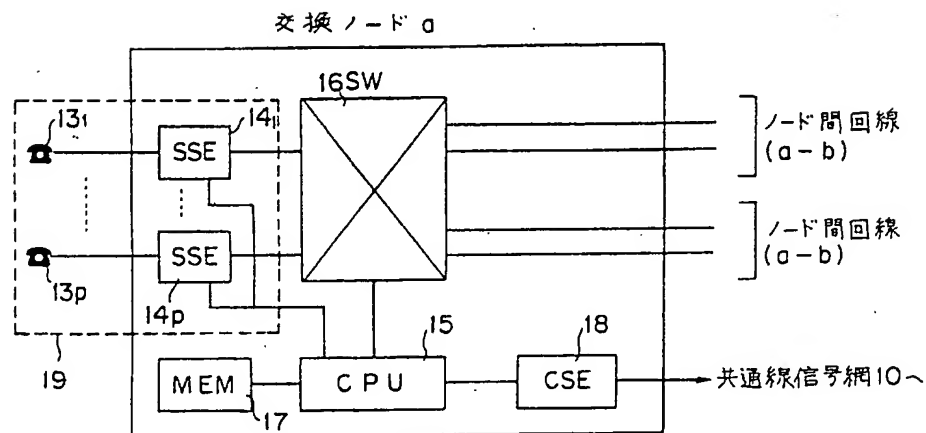 交換ノード a
16SW
13₁
14₁
SSE
ノード間回線
(a-b)
SSE
ノード間回線
(a-b)
13p
14p
19
15
18
MEM
CPU
CSE
共通線信号網10へ
17